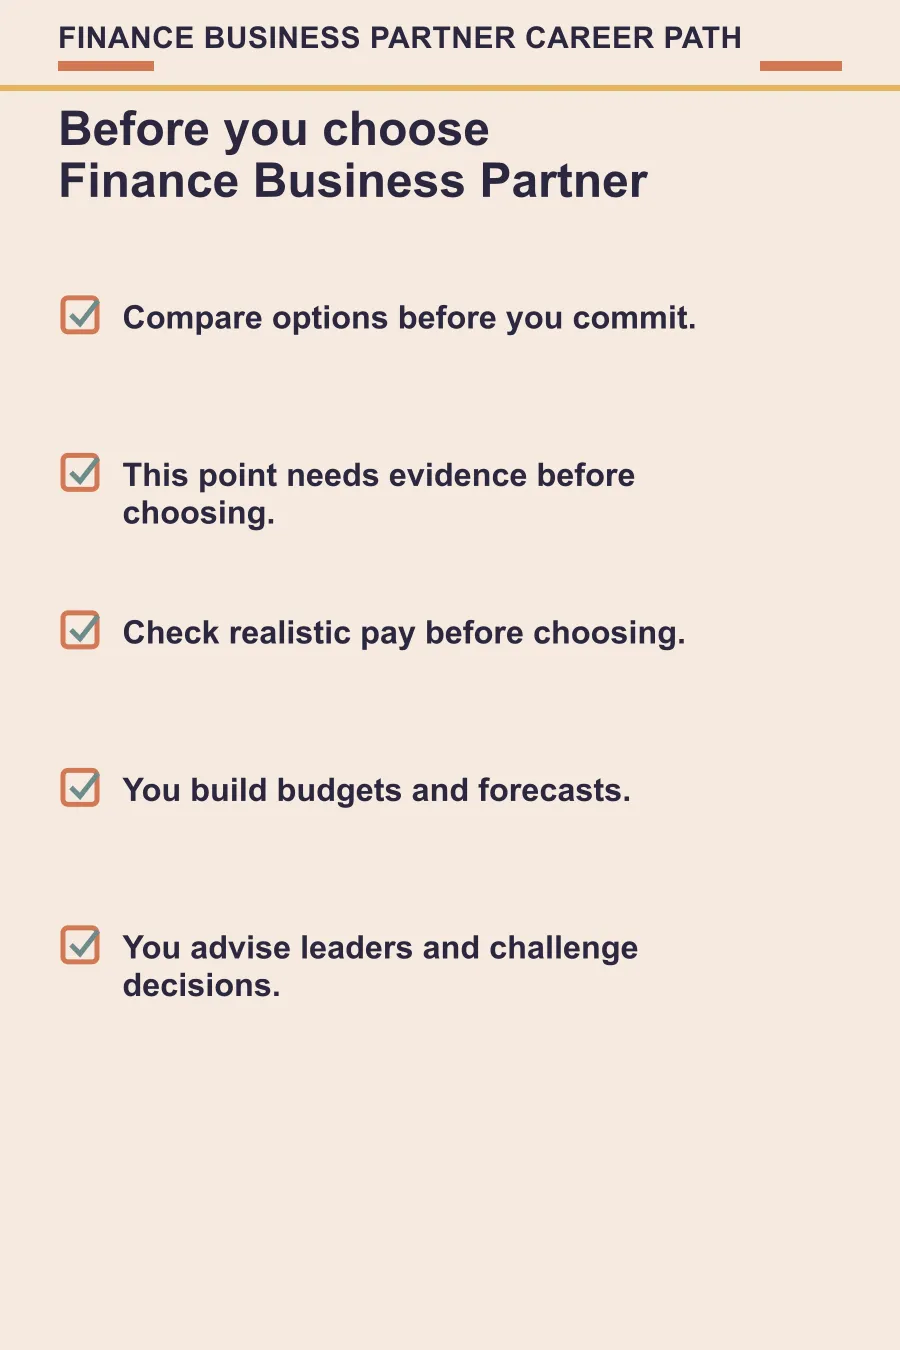 FINANCE BUSINESS PARTNER CAREER PATH
Before you choose
Finance Business Partner
Compare options before you commit.
This point needs evidence before
choosing.
Check realistic pay before choosing.
You build budgets and forecasts.
You advise leaders and challenge
decisions.